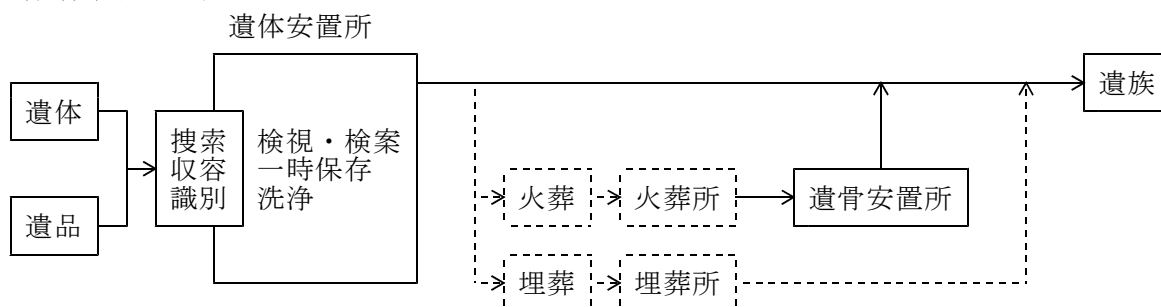 遺体安置所
遺体
遺品
捜索
収容
識別
検視・検案
一時保存
洗浄
火葬
火葬所
遺骨安置所
埋葬
埋葬所
遺族